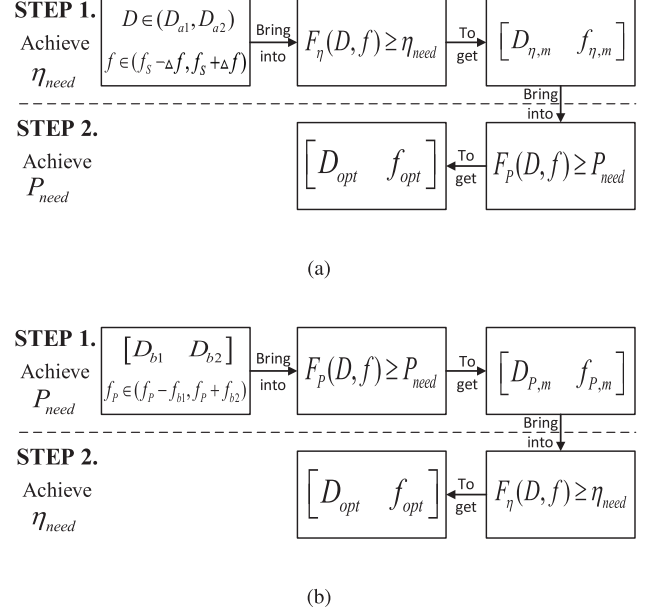 STEP 1.
Achieve
η_need
D∈(D_a1, D_a2)
f∈(f_S−Δf, f_S+Δf)
Bring
into
F_η(D, f)≥η_need
To
get
[D_η,m f_η,m]
Bring
into
STEP 2.
Achieve
P_need
[D_opt f_opt]
To
get
F_P(D, f)≥P_need
(a)
STEP 1.
Achieve
P_need
[D_b1 D_b2]
f_P∈(f_P−f_b1, f_P+f_b2)
Bring
into
F_P(D, f)≥P_need
To
get
[D_P,m f_P,m]
Bring
into
STEP 2.
Achieve
η_need
[D_opt f_opt]
To
get
F_η(D, f)≥η_need
(b)